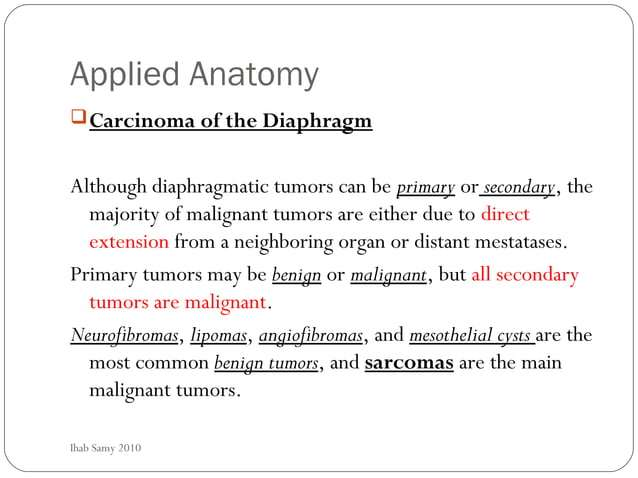 Applied Anatomy
Carcinoma of the Diaphragm
Although diaphragmatic tumors can be primary or secondary, the
majority of malignant tumors are either due to direct
extension from a neighboring organ or distant mestatases.
Primary tumors may be benign or malignant, but all secondary
tumors are malignant.
Neurofibromas, lipomas, angiofibromas, and mesothelial cysts are the
most common benign tumors, and sarcomas are the main
malignant tumors.
Ihab Samy 2010